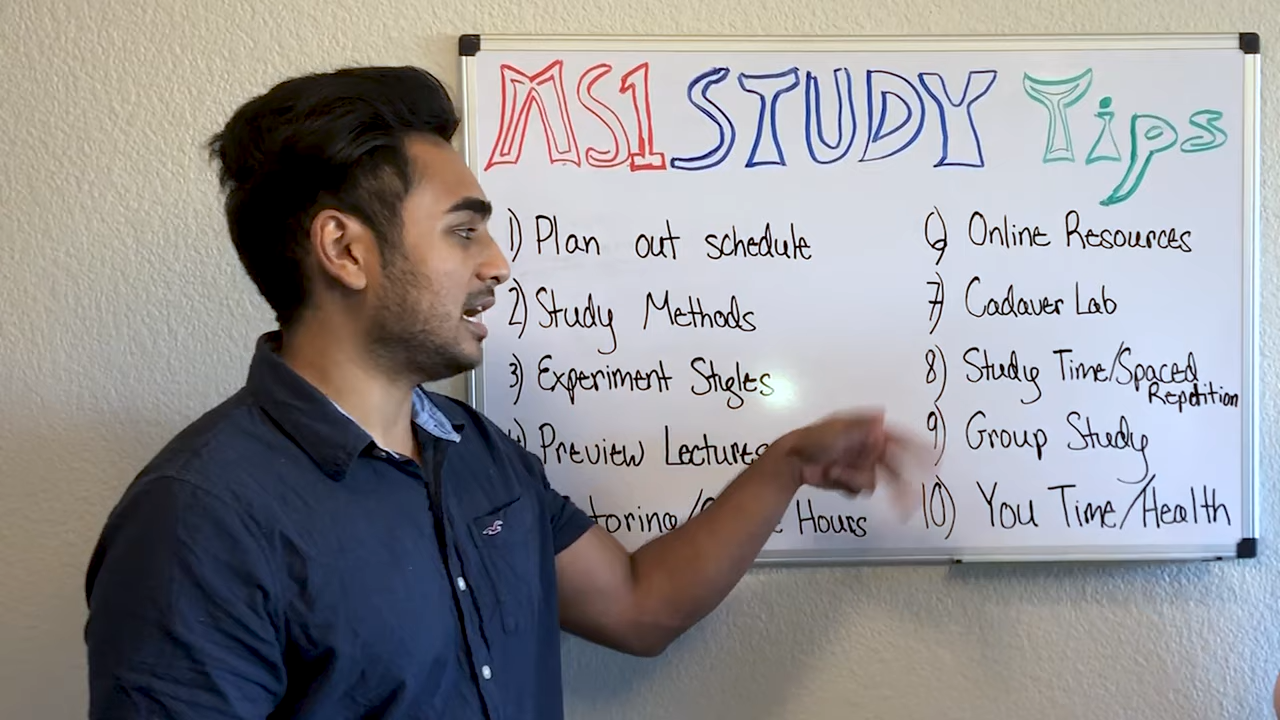 MS1 STUDY Tips
1) Plan out schedule
2) Study Methods
3) Experiment Styles
Preview Lectures
Hours
6) Online Resources
7) Cadaver Lab
8) Study Time/Spaced
Repetition
9) Group Study
10) You Time/Health